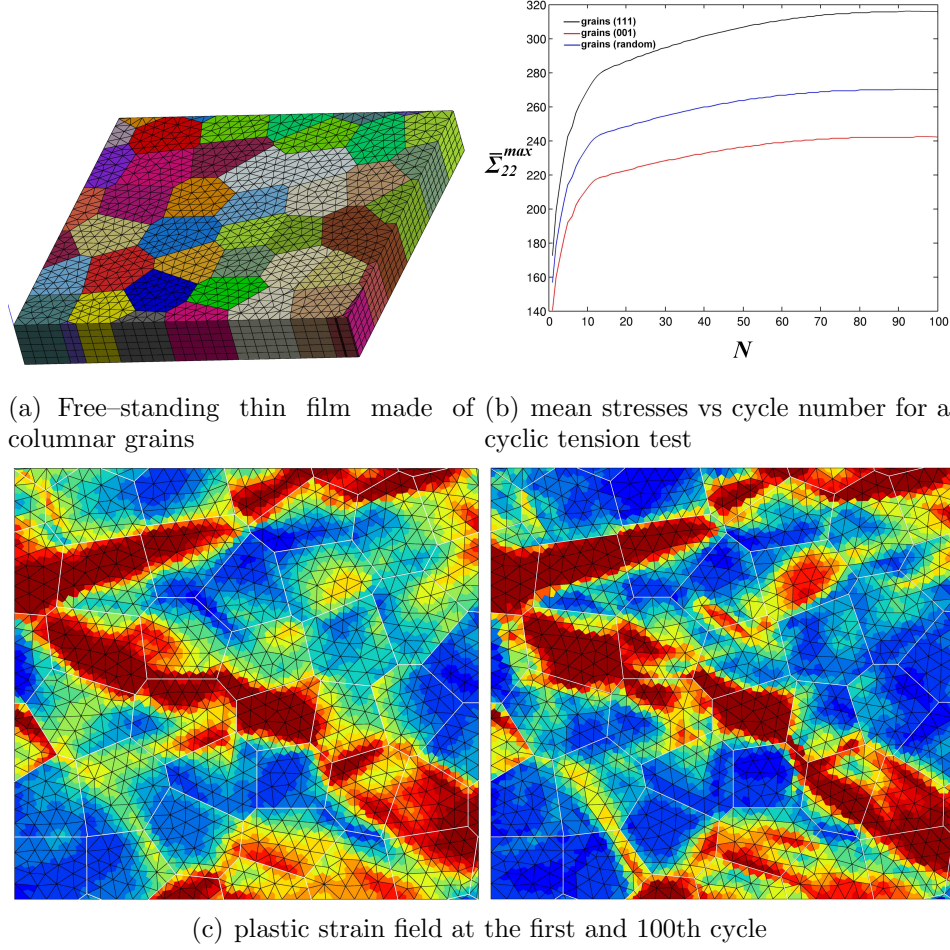 320
300
280
260
240
220
200
180
160
140
grains (111)
grains (001)
grains (random)
Σ̄₂₂ᵐᵃˣ
0 10 20 30 40 50 60 70 80 90 100
N
(a) Free–standing thin film made of columnar grains
(b) mean stresses vs cycle number for a cyclic tension test
(c) plastic strain field at the first and 100th cycle